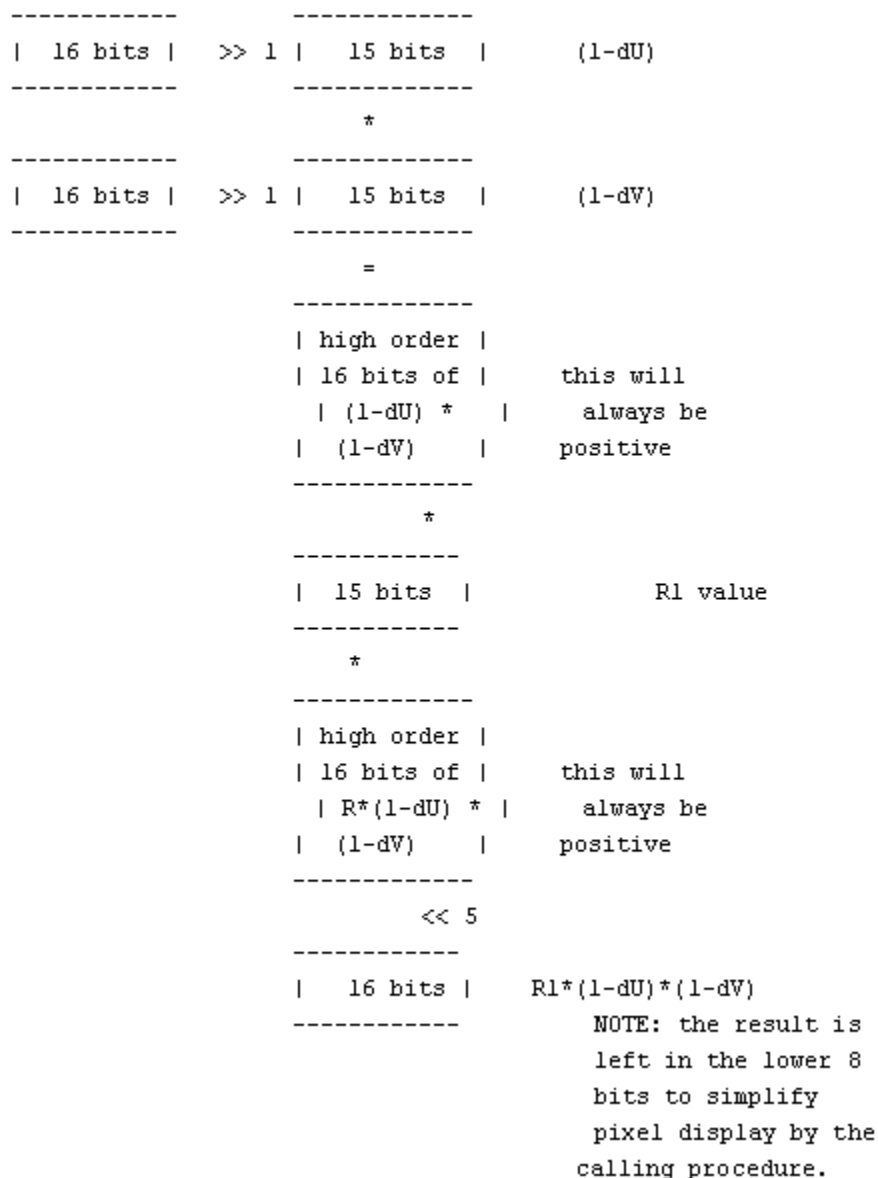 ------------          -------------
|  16 bits |   >> 1 |   15 bits  |      (1-dU)
------------          -------------
*
------------          -------------
|  16 bits |   >> 1 |   15 bits  |      (1-dV)
------------          -------------
=
-------------
| high order |
| 16 bits of |     this will
| (1-dU) *   |     always be
|  (1-dV)    |     positive
-------------
*
------------
|  15 bits  |            R1 value
------------
*
-------------
| high order |
| 16 bits of |     this will
| R*(1-dU) * |     always be
|  (1-dV)    |     positive
-------------
<< 5
------------
|   16 bits |    R1*(1-dU)*(1-dV)
------------         NOTE: the result is
left in the lower 8
bits to simplify
pixel display by the
calling procedure.